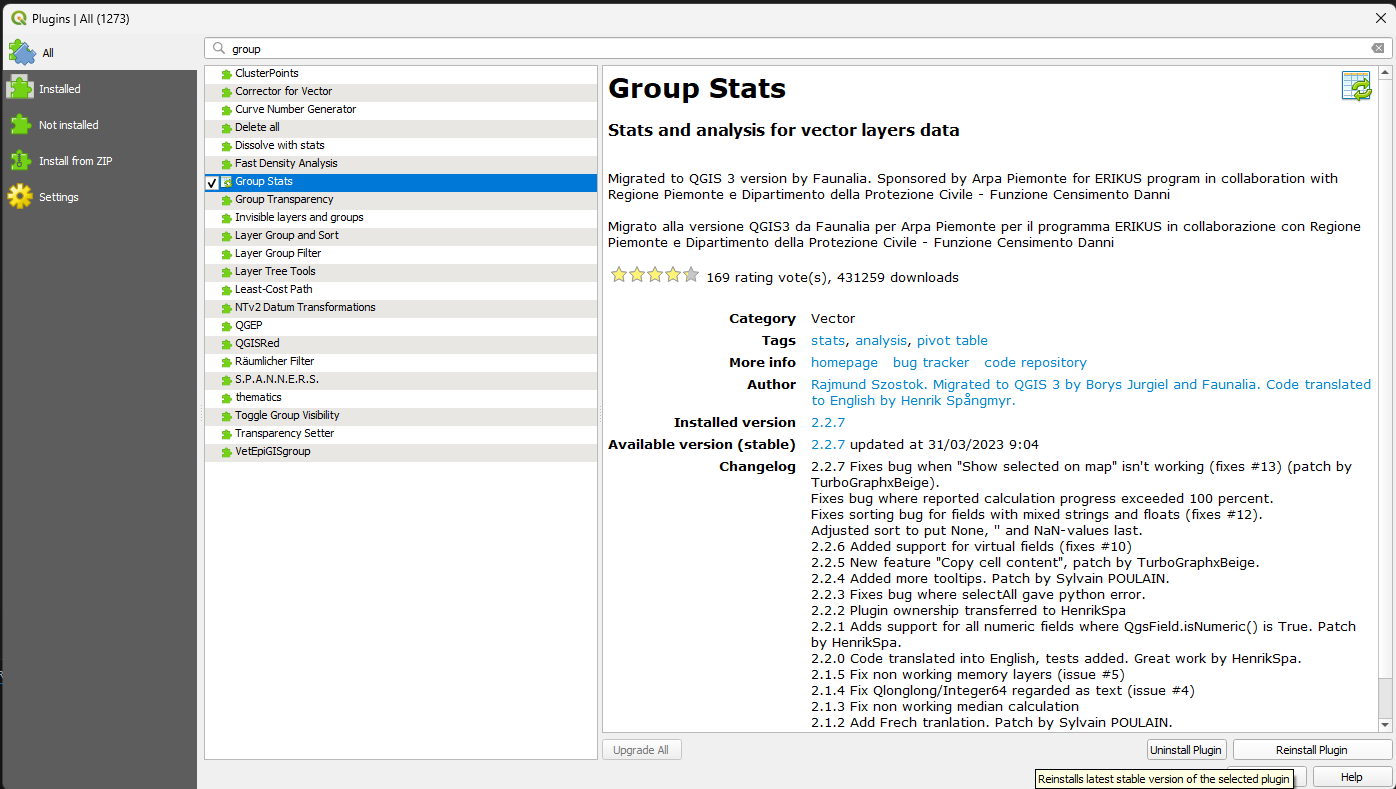 Plugins | All (1273)
All
Installed
Not installed
Install from ZIP
Settings
group
ClusterPoints
Corrector for Vector
Curve Number Generator
Delete all
Dissolve with stats
Fast Density Analysis
Group Stats
Group Transparency
Invisible layers and groups
Layer Group and Sort
Layer Group Filter
Layer Tree Tools
Least-Cost Path
NTv2 Datum Transformations
QGEP
QGISRed
Räumlicher Filter
S.P.A.N.N.E.R.S.
thematics
Toggle Group Visibility
Transparency Setter
VetEpiGISgroup
Group Stats
Stats and analysis for vector layers data
Migrated to QGIS 3 version by Faunalia. Sponsored by Arpa Piemonte for ERIKUS program in collaboration with
Regione Piemonte e Dipartimento della Protezione Civile - Funzione Censimento Danni
Migrato alla versione QGIS3 da Faunalia per Arpa Piemonte per il programma ERIKUS in collaborazione con Regione
Piemonte e Dipartimento della Protezione Civile - Funzione Censimento Danni
169 rating vote(s), 431259 downloads
Category Vector
Tags stats, analysis, pivot table
More info homepage bug tracker code repository
Author Rajmund Szostok. Migrated to QGIS 3 by Borys Jurgiel and Faunalia. Code translated
to English by Henrik Spångmyr.
Installed version 2.2.7
Available version (stable) 2.2.7 updated at 31/03/2023 9:04
Changelog 2.2.7 Fixes bug when "Show selected on map" isn't working (fixes #13) (patch by
TurboGraphxBeige).
Fixes bug where reported calculation progress exceeded 100 percent.
Fixes sorting bug for fields with mixed strings and floats (fixes #12).
Adjusted sort to put None, '' and NaN-values last.
2.2.6 Added support for virtual fields (fixes #10)
2.2.5 New feature "Copy cell content", patch by TurboGraphxBeige.
2.2.4 Added more tooltips. Patch by Sylvain POULAIN.
2.2.3 Fixes bug where selectAll gave python error.
2.2.2 Plugin ownership transferred to HenrikSpa
2.2.1 Adds support for all numeric fields where QgsField.isNumeric() is True. Patch
by HenrikSpa.
2.2.0 Code translated into English, tests added. Great work by HenrikSpa.
2.1.5 Fix non working memory layers (issue #5)
2.1.4 Fix Qlonglong/Integer64 regarded as text (issue #4)
2.1.3 Fix non working median calculation
2.1.2 Add Frech tranlation. Patch by Sylvain POULAIN.
Upgrade All
Uninstall Plugin
Reinstall Plugin
Reinstalls latest stable version of the selected plugin
Help